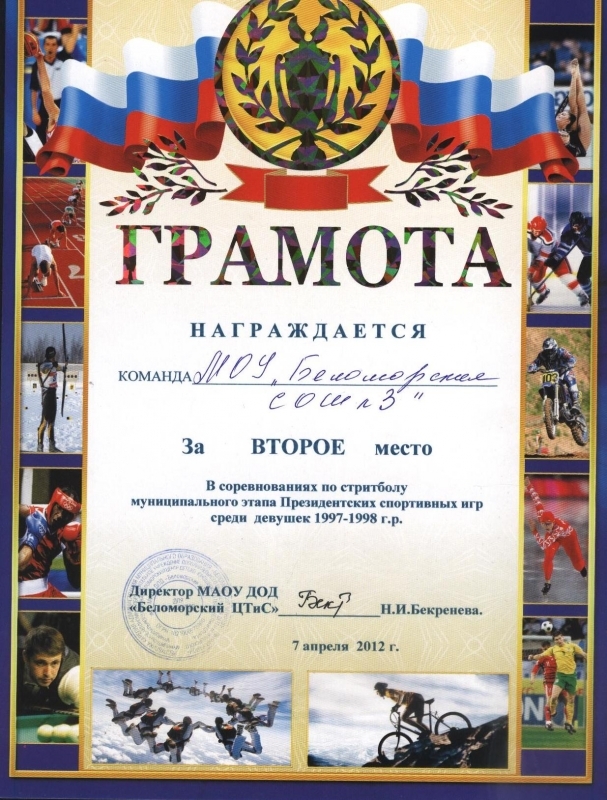 ГРАМОТА
НАГРАЖДАЕТСЯ
КОМАНДА МОУ „Беломорская
СОШ №3"
За ВТОРОЕ место
В соревнованиях по стритболу
муниципального этапа Президентских спортивных игр
среди девушек 1997-1998 г.р.
Директор МАОУ ДОД
«Беломорский ЦТиС» Бекр Н.И.Бекренева.
7 апреля 2012 г.